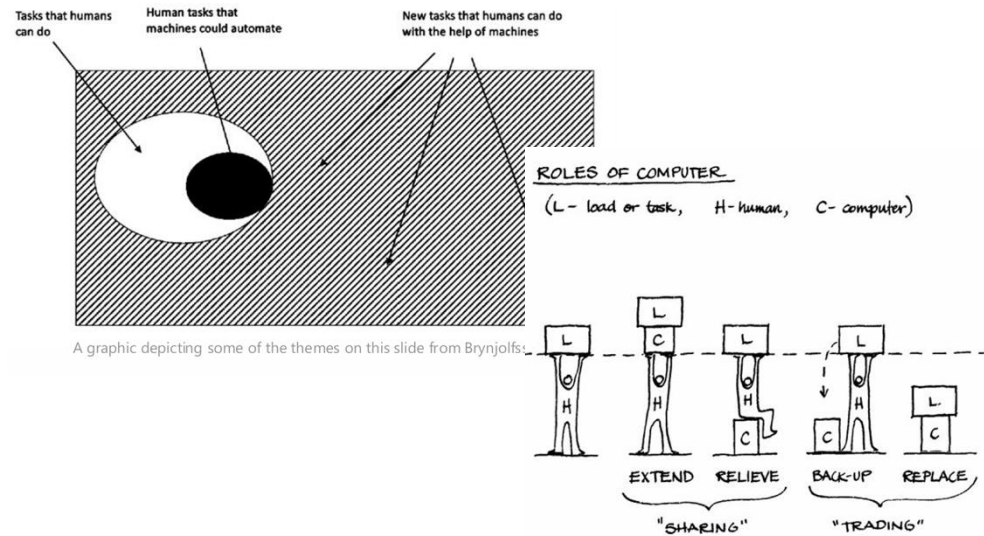 Tasks that humans
can do
Human tasks that
machines could automate
New tasks that humans can do
with the help of machines
A graphic depicting some of the themes on this slide from
ROLES OF COMPUTER
(L- load or task, H-human, C- computer)
L
H
L
C
H
L
H
C
L
H
C
L
C
EXTEND RELIEVE BACK-UP REPLACE
"SHARING" "TRADING"